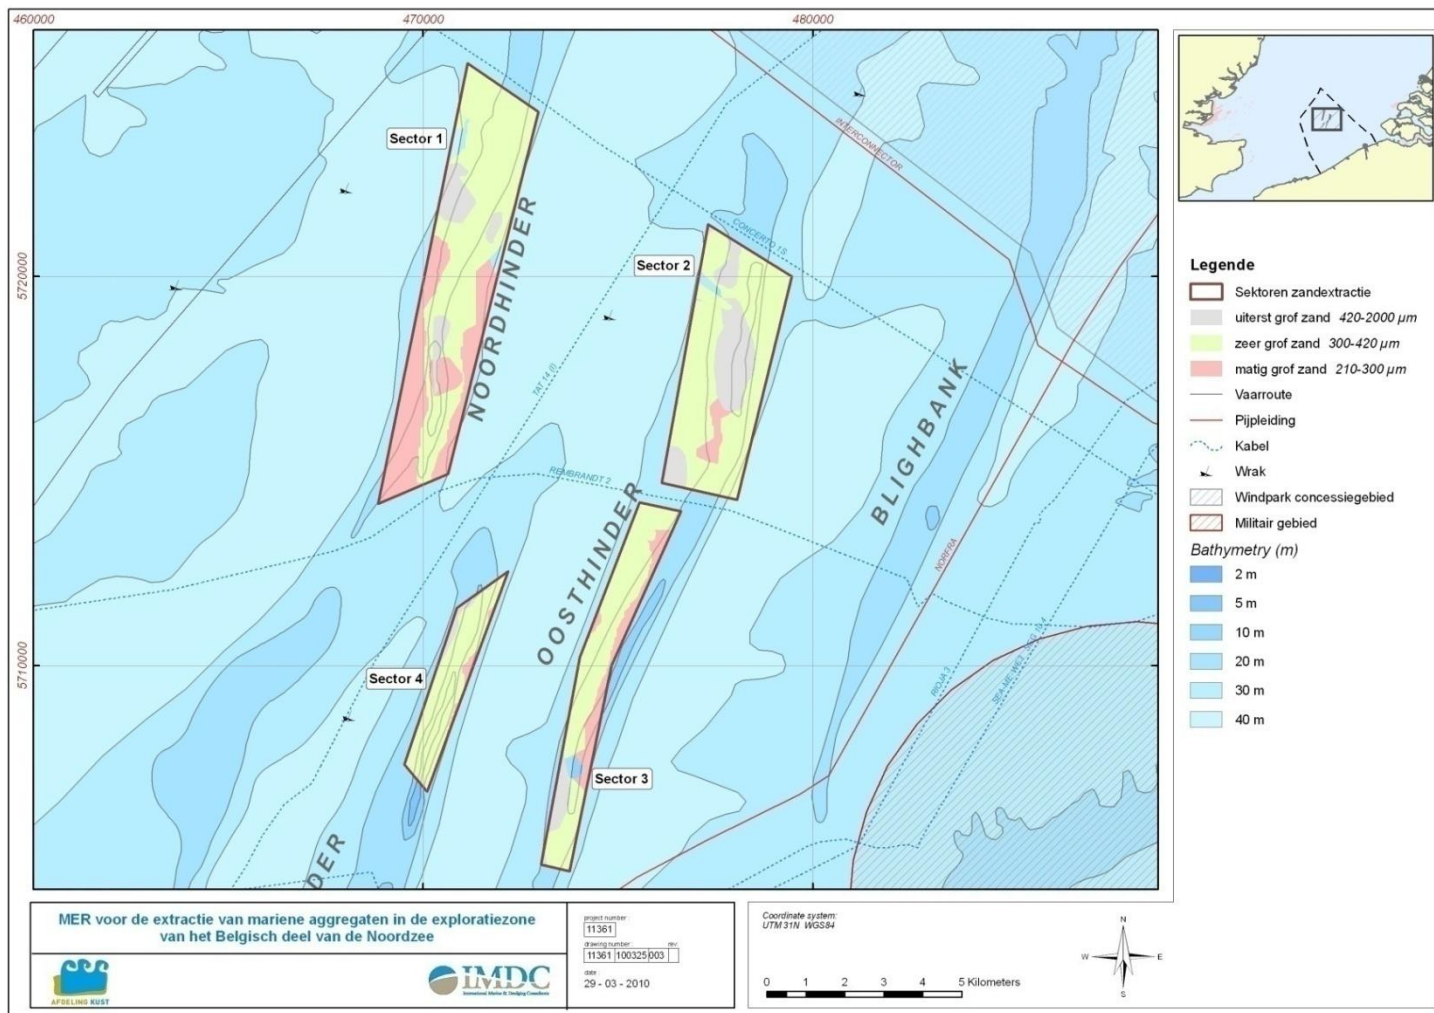 460000
470000
480000
5720000
5710000
Sector 1
Sector 2
Sector 3
Sector 4
NOORDHINDER
OOSTHINDER
BLIGHBANK
DER
INTERCONNECTOR
CONCERTO 1S
TAT 14 (I)
REMBRANDT 2
NORFRA
RIOJA 3
Legende
Sektoren zandextractie
uiterst grof zand 420-2000 µm
zeer grof zand 300-420 µm
matig grof zand 210-300 µm
Vaarroute
Pijpleiding
Kabel
Wrak
Windpark concessiegebied
Militair gebied
Bathymetry (m)
2 m
5 m
10 m
20 m
30 m
40 m
MER voor de extractie van mariene aggregaten in de exploratiezone
van het Belgisch deel van de Noordzee
AFDELING KUST
IMDC
International Marine & Dredging Consultants
project number:
11361
drawing number: rev:
11361 100325 003
date:
29 - 03 - 2010
Coordinate system:
UTM 31N WGS84
0 1 2 3 4 5 Kilometers
N
W E
S